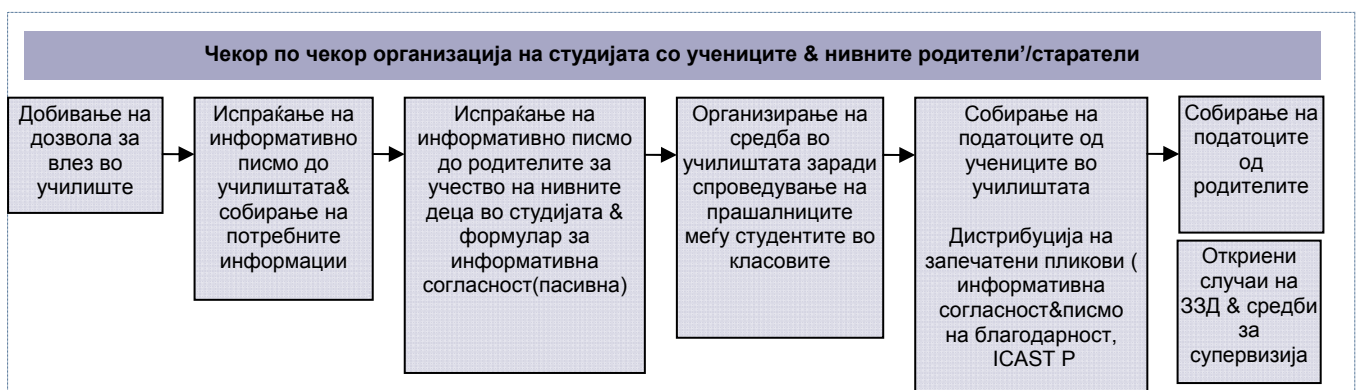 Чекор по чекор организација на студијата со учениците & нивните родители’/старатели
Добивање на
дозвола за
влез во
училиште
Испраќање на
информативно
писмо до
училиштата&
собирање на
потребните
информации
Испраќање на
информативно писмо
до родителите за
учество на нивните
деца во студијата &
формулар за
информативна
согласност(пасивна)
Организирање на
средба во
училиштата заради
спроведување на
прашалниците
меѓу студентите во
класовите
Собирање на
податоците од
учениците во
училиштата
Дистрибуција на
запечатени пликови (
информативна
согласност&писмо
на благодарност,
ICAST P
Собирање на
податоците
од
родителите
Откриени
случаи на
ЗЗД & средби
за
супервизија